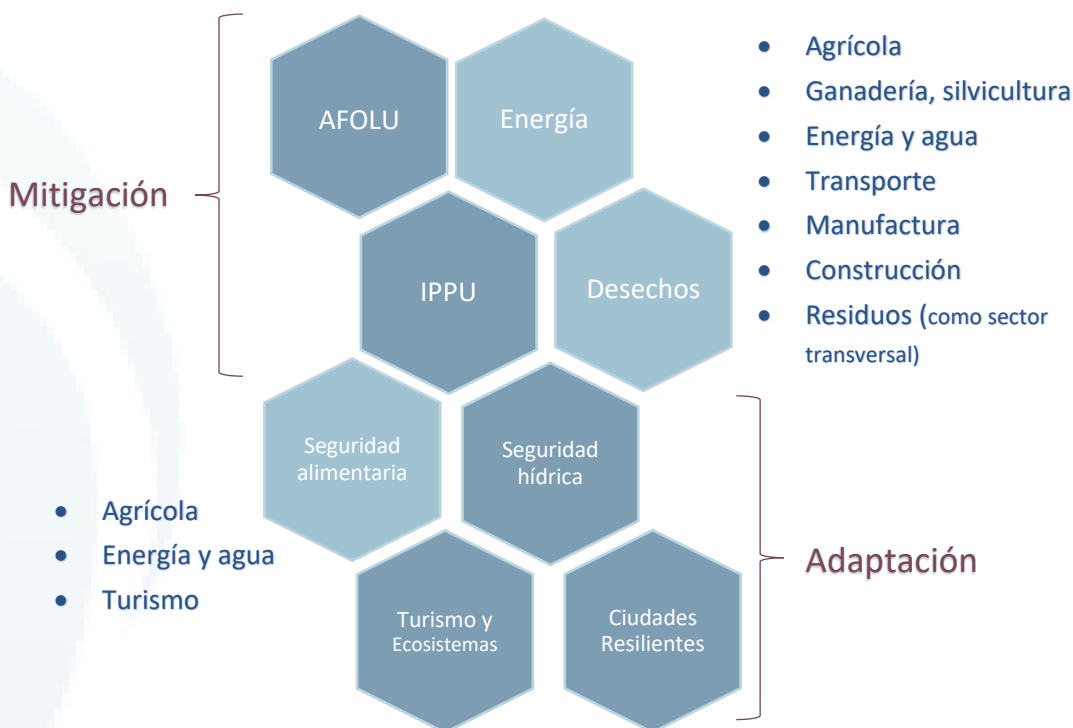 Mitigación
AFOLU
Energía
IPPU
Desechos
• Agrícola
• Ganadería, silvicultura
• Energía y agua
• Transporte
• Manufactura
• Construcción
• Residuos (como sector
transversal)
Seguridad
alimentaria
Seguridad
hídrica
Turismo y
Ecosistemas
Ciudades
Resilientes
• Agrícola
• Energía y agua
• Turismo
Adaptación